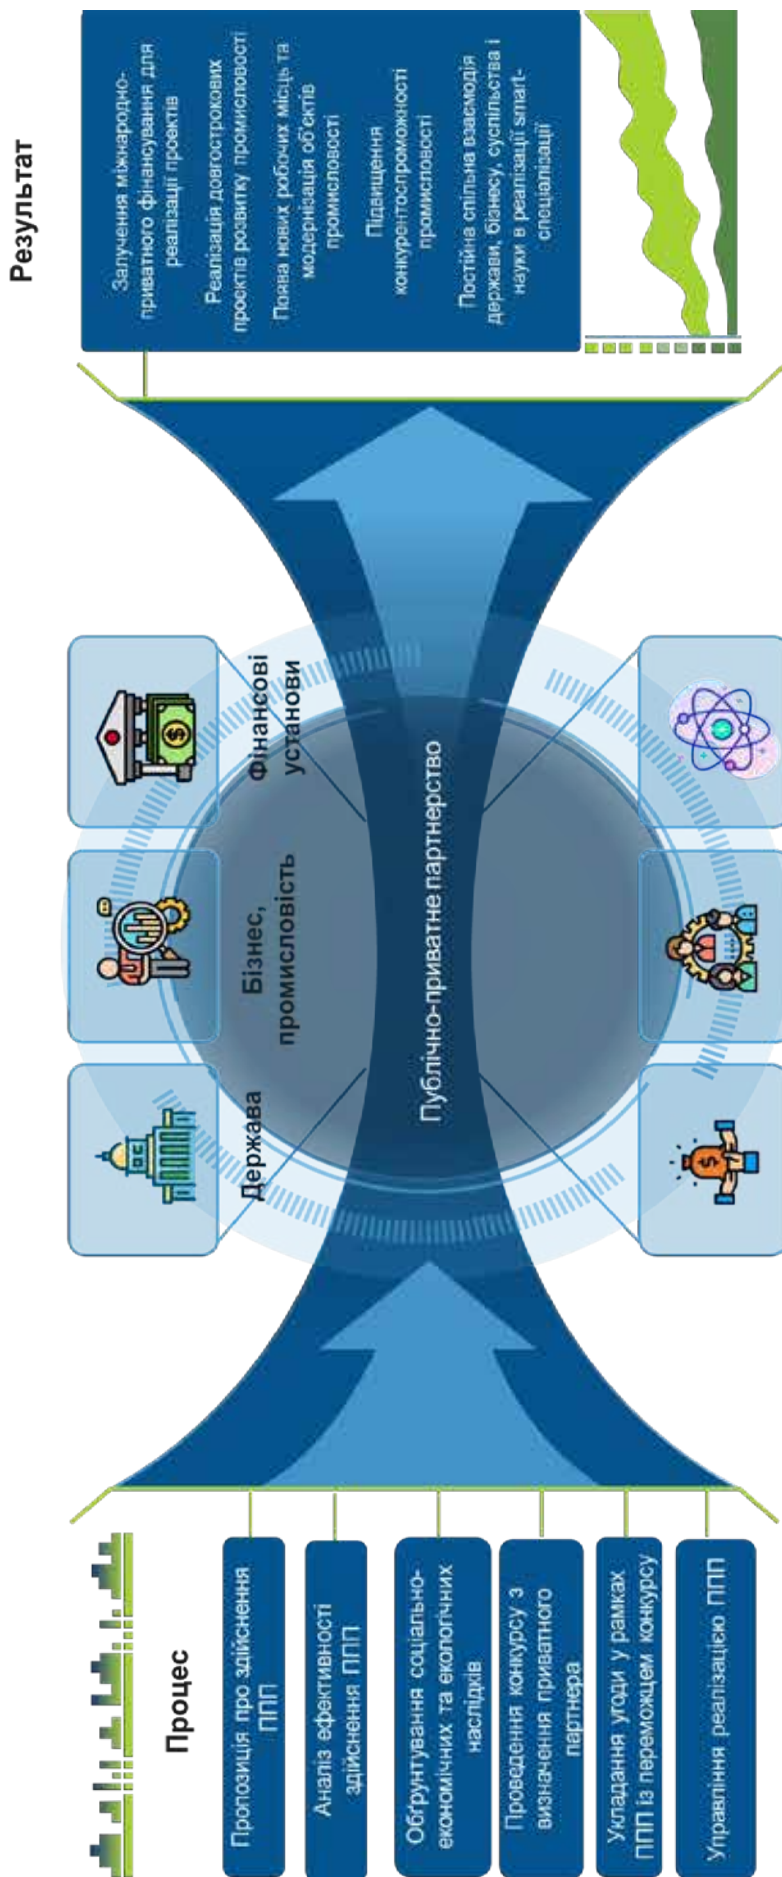 Процес
Пропозиція про здійснення
ППП
Аналіз ефективності
здійснення ППП
Обґрунтування соціально-
економічних та екологічних
наслідків
Проведення конкурсу з
визначення приватного
партнера
Укладання угоди у рамках
ППП із переможцем конкурсу
Управління реалізацією ППП
Держава
Бізнес,
промисловість
Фінансові
установи
Публічно-приватне партнерство
Результат
Залучення міжнародно-
приватного фінансування для
реалізації проектів
Реалізація довгострокових
проєктів розвитку промисловості
Поява нових робочих місць та
модернізація об'єктів
промисловості
Підвищення
конкурентоспроможності
промисловості
Постійна спільна взаємодія
держави, бізнесу, суспільства і
науки в реалізації smart-
спеціалізації